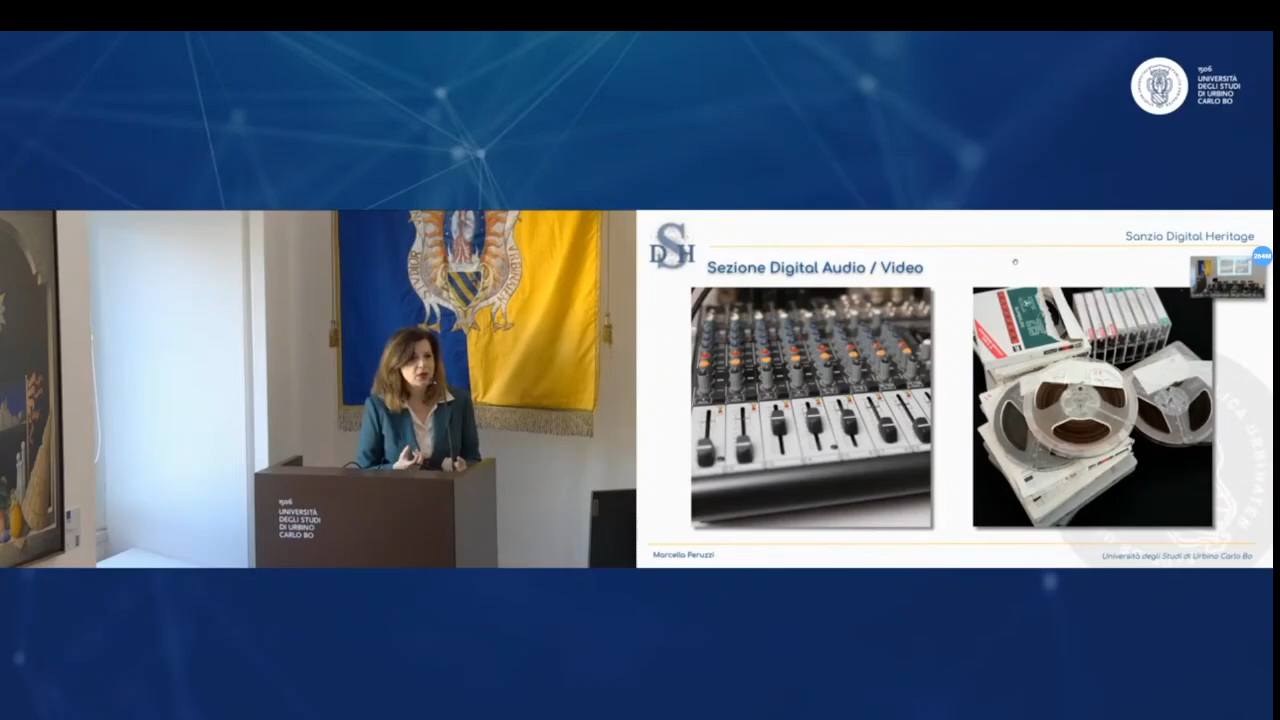 1506
UNIVERSITÀ
DEGLI STUDI
DI URBINO
CARLO BO
1506
UNIVERSITÀ
DEGLI STUDI
DI URBINO
CARLO BO
DSH
Sanzio Digital Heritage
264M
Sezione Digital Audio / Video
Marcella Peruzzi
Università degli Studi di Urbino Carlo Bo